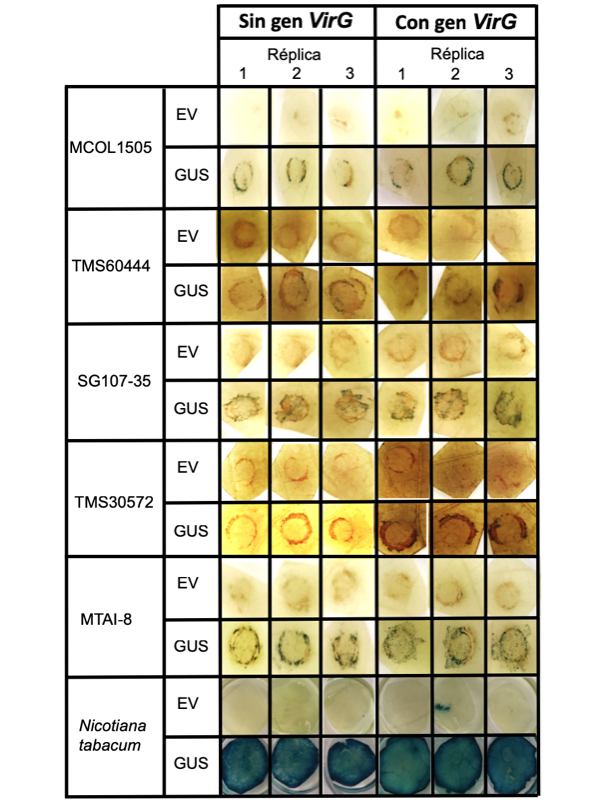 Sin gen VirG Con gen VirG
Réplica Réplica
1 2 3 1 2 3
MCOL1505
EV
GUS
TMS60444
EV
GUS
SG107-35
EV
GUS
TMS30572
EV
GUS
MTAI-8
EV
GUS
Nicotiana
tabacum
EV
GUS